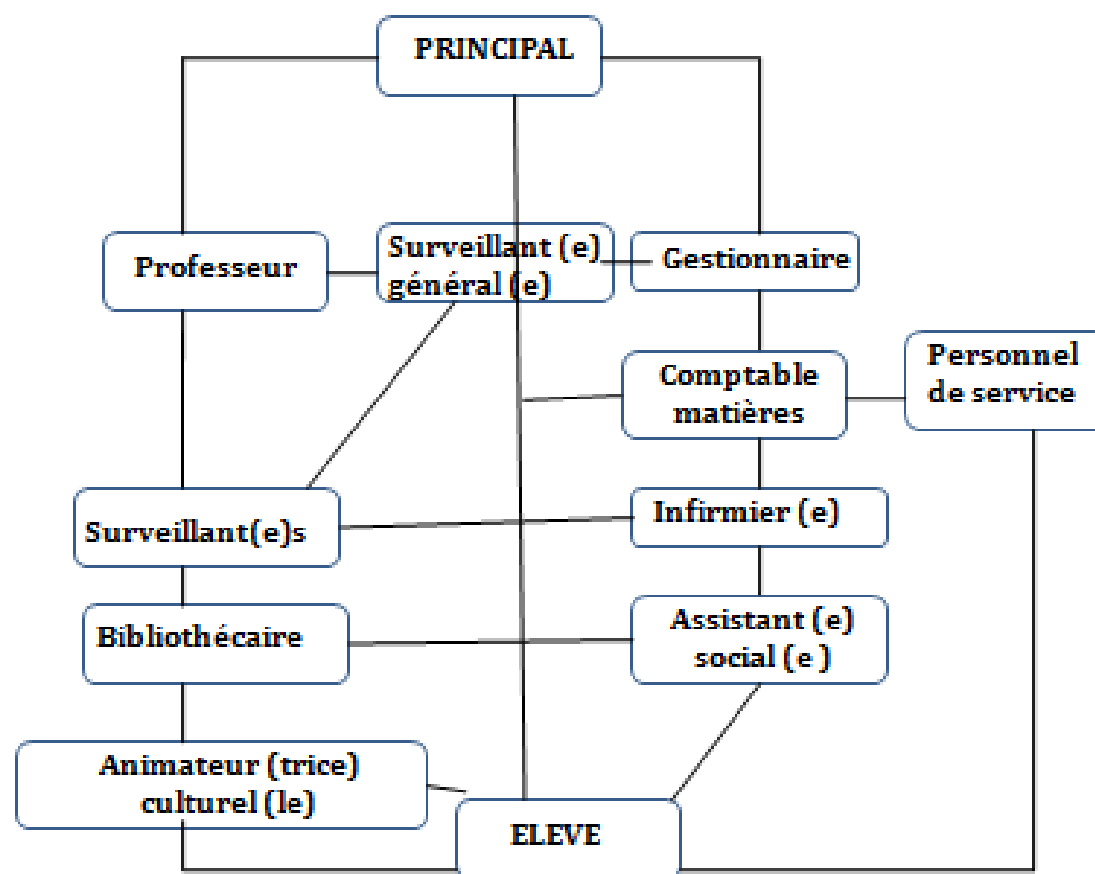 PRINCIPAL
Professeur
Surveillant (e)
général (e)
Gestionnaire
Comptable
matières
Personnel
de service
Surveillant(e)s
Infirmier (e)
Bibliothécaire
Assistant (e)
social (e )
Animateur (trice)
culturel (le)
ELEVE